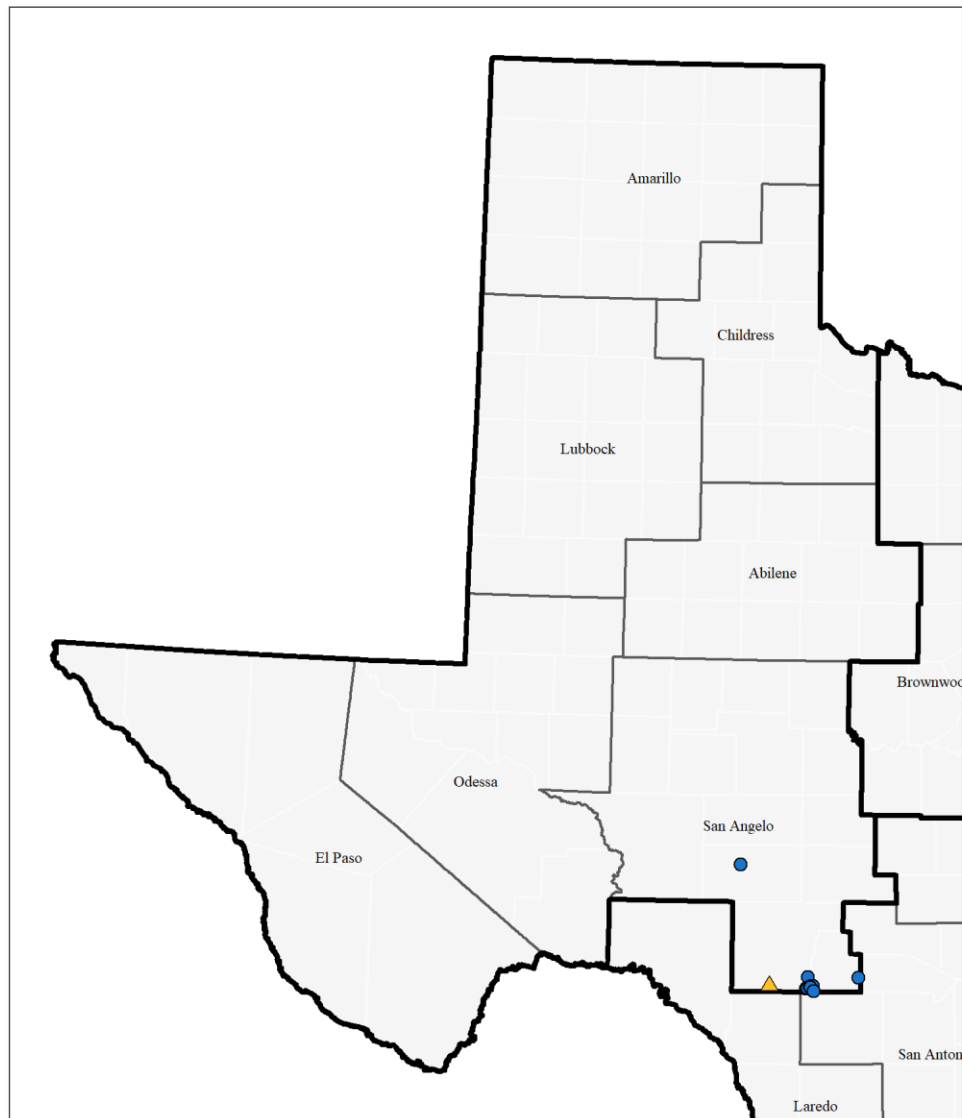 Amarillo
Childress
Lubbock
Abilene
Brownwoo
Odessa
San Angelo
El Paso
San Anton
Laredo